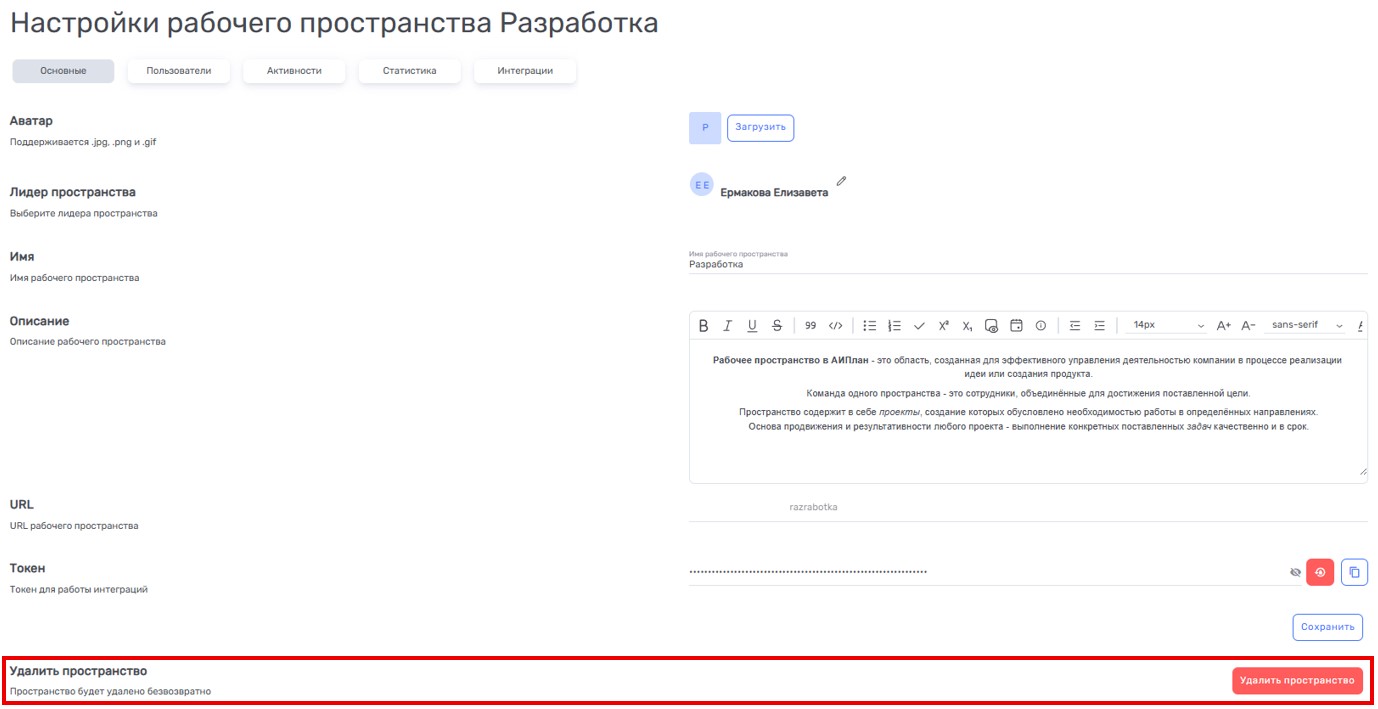 Настройки рабочего пространства Разработка
Основные
Пользователи
Активности
Статистика
Интеграции
Аватар
Поддерживается .jpg, .png и .gif
Р
Загрузить
Лидер пространства
Выберите лидера пространства
ЕЕ
Ермакова Елизавета
Имя
Имя рабочего пространства
Имя рабочего пространства
Разработка
Описание
Описание рабочего пространства
B I U S 99 </> X² X₁ 14px A+ A- sans-serif
Рабочее пространство в АИПлан - это область, созданная для эффективного управления деятельностью компании в процессе реализации
идеи или создания продукта.
Команда одного пространства - это сотрудники, объединённые для достижения поставленной цели.
Пространство содержит в себе проекты, создание которых обусловлено необходимостью работы в определённых направлениях.
Основа продвижения и результативности любого проекта - выполнение конкретных поставленных задач качественно и в срок.
URL
URL рабочего пространства
razrabotka
Токен
Токен для работы интеграций
Сохранить
Удалить пространство
Пространство будет удалено безвозвратно
Удалить пространство